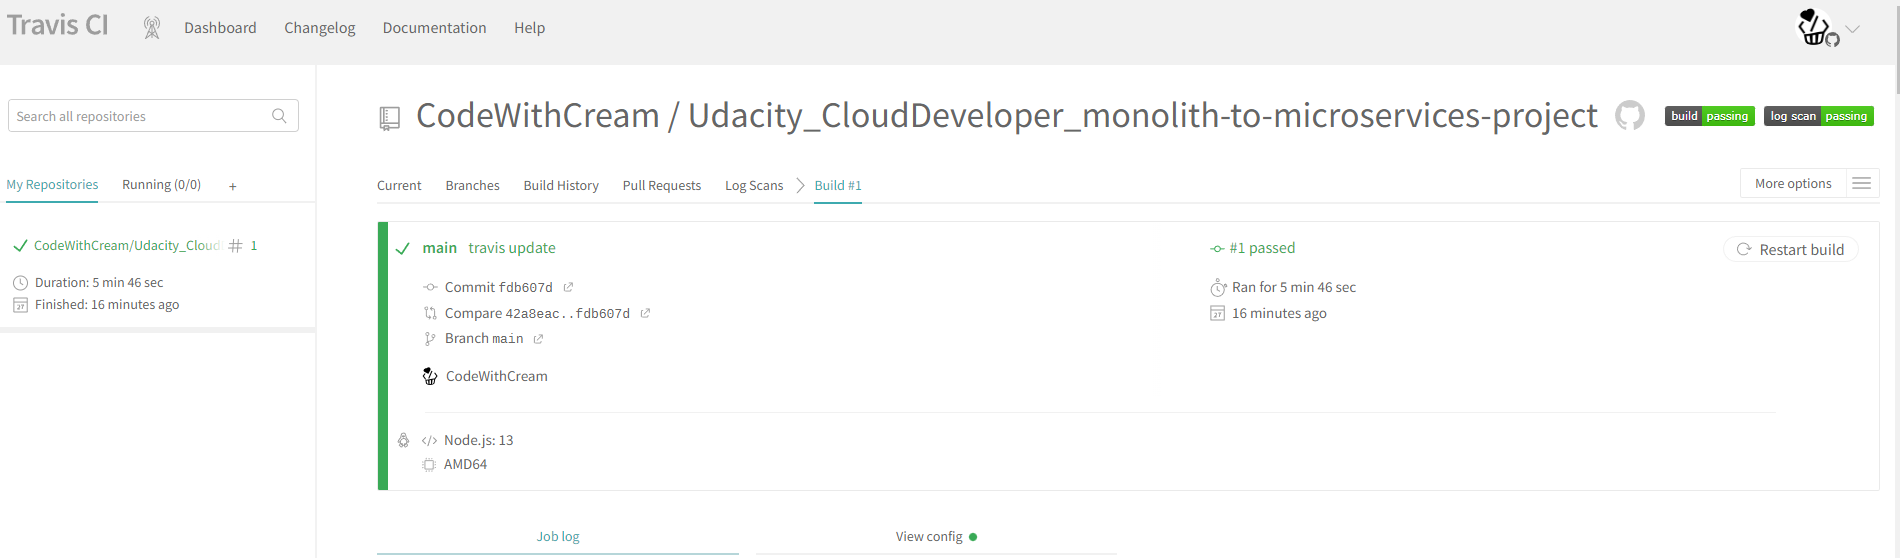 Travis CI
Dashboard Changelog Documentation Help
Search all repositories
My Repositories Running (0/0) +
CodeWithCream/Udacity_Cloud # 1
Duration: 5 min 46 sec
Finished: 16 minutes ago
CodeWithCream / Udacity_CloudDeveloper_monolith-to-microservices-project
build passing log scan passing
Current Branches Build History Pull Requests Log Scans Build #1
More options
main travis update
#1 passed
Restart build
Commit fdb607d
Ran for 5 min 46 sec
Compare 42a8eac..fdb607d
16 minutes ago
Branch main
CodeWithCream
</> Node.js: 13
AMD64
Job log View config